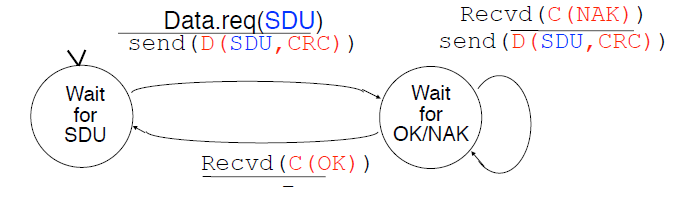 Data.req(SDU)
send(D(SDU,CRC))
Recvd(C(NAK))
send(D(SDU,CRC))
Wait
for
SDU
Wait
for
OK/NAK
Recvd(C(OK))
–